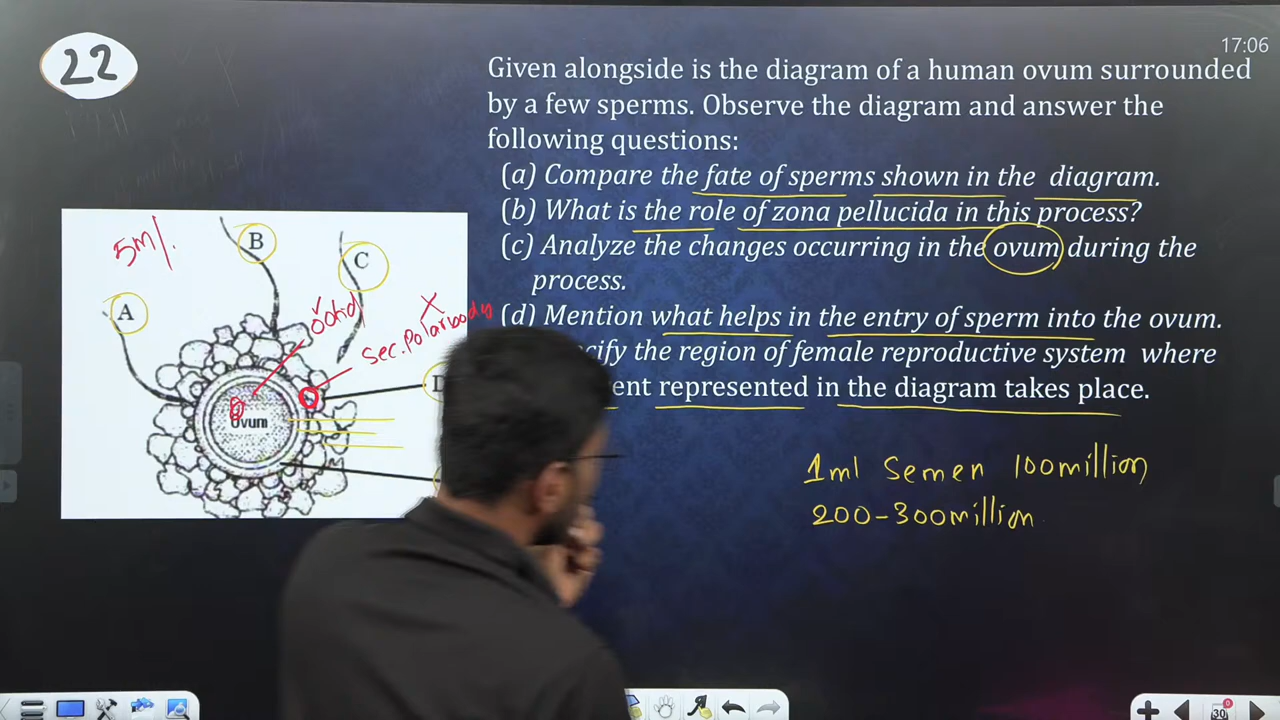 22
17:06
Given alongside is the diagram of a human ovum surrounded
by a few sperms. Observe the diagram and answer the
following questions:
(a) Compare the fate of sperms shown in the diagram.
(b) What is the role of zona pellucida in this process?
(c) Analyze the changes occurring in the ovum during the
process.
(d) Mention what helps in the entry of sperm into the ovum.
the region of female reproductive system where
represented in the diagram takes place.
B
C
A
D
Ootid
Sec.Polarbody
Ovum
1ml Semen 100million
200-300million
30